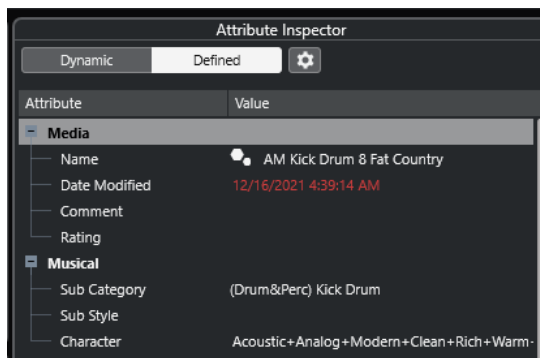 Attribute Inspector
Dynamic Defined
Attribute Value
Media
Name AM Kick Drum 8 Fat Country
Date Modified 12/16/2021 4:39:14 AM
Comment
Rating
Musical
Sub Category (Drum&Perc) Kick Drum
Sub Style
Character Acoustic+Analog+Modern+Clean+Rich+Warm-